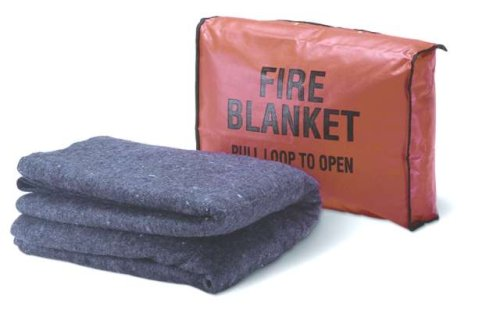 FIRE
BLANKET
PULL LOOP TO OPEN